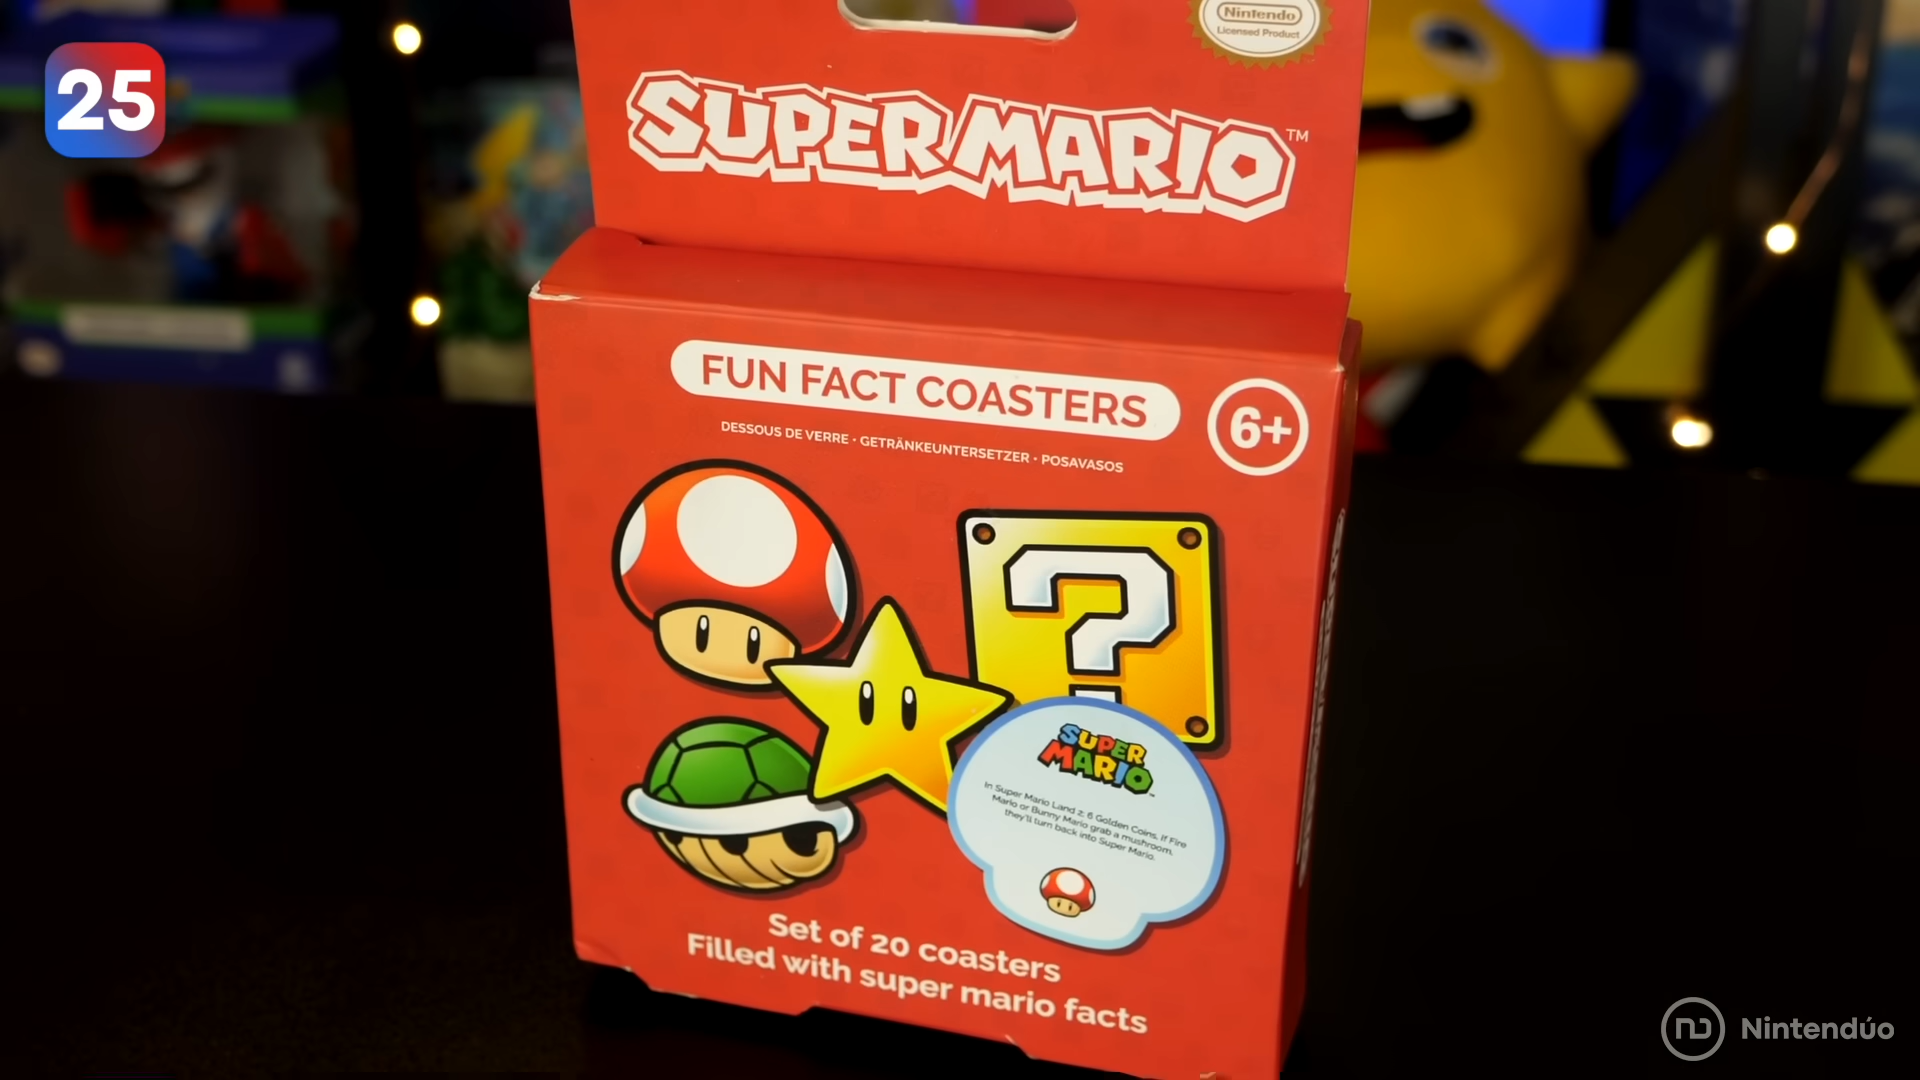 25
Nintendo
Licensed Product
SUPER MARIO™
FUN FACT COASTERS
6+
DESSOUS DE VERRE • GETRÄNKEUNTERSETZER • POSAVASOS
?
SUPER
MARIO™
In Super Mario Land 2: 6 Golden Coins, If Fire
Mario or Bunny Mario grab a mushroom,
they'll turn back into Super Mario.
Set of 20 coasters
Filled with super mario facts
Nintendúo